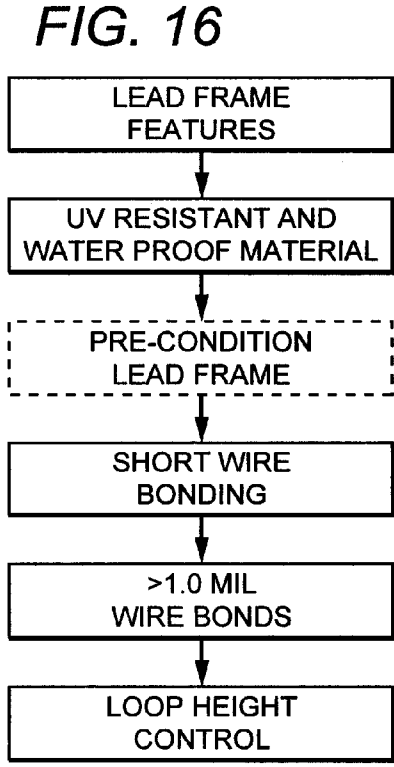 FIG. 16
LEAD FRAME
FEATURES
UV RESISTANT AND
WATER PROOF MATERIAL
PRE-CONDITION
LEAD FRAME
SHORT WIRE
BONDING
>1.0 MIL
WIRE BONDS
LOOP HEIGHT
CONTROL